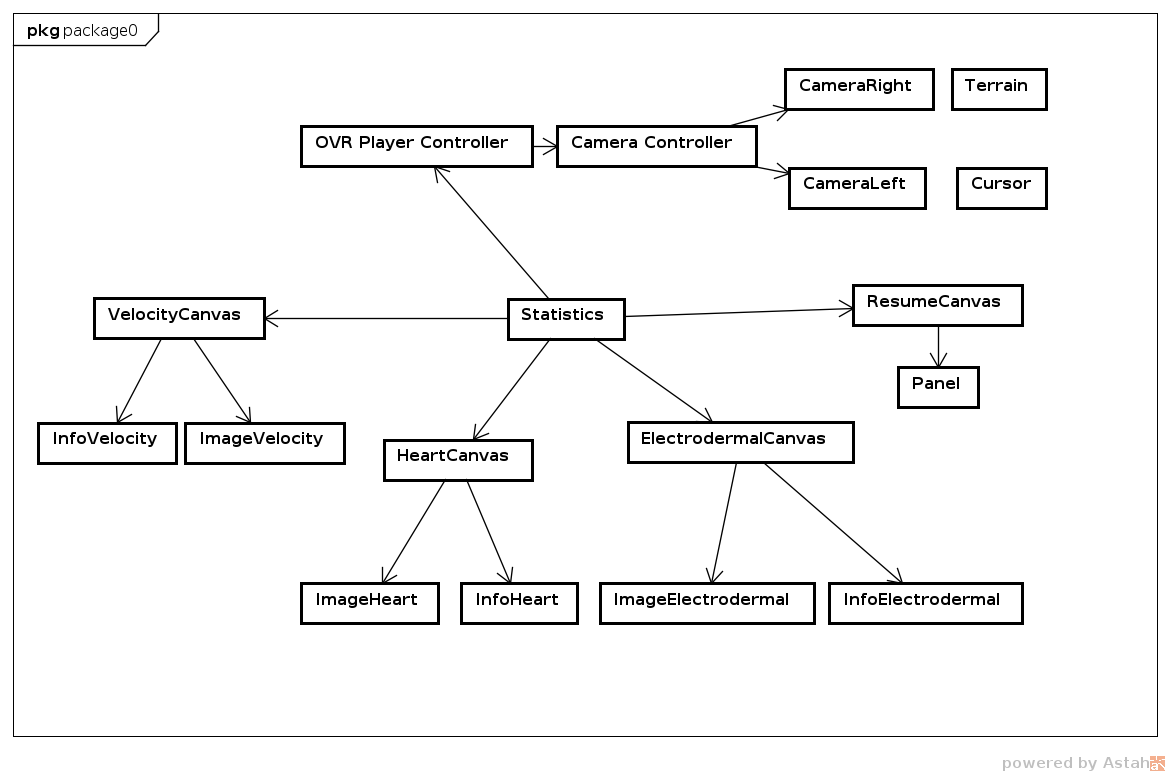 pkg package0
CameraRight
Terrain
OVR Player Controller
Camera Controller
CameraLeft
Cursor
VelocityCanvas
Statistics
ResumeCanvas
Panel
InfoVelocity
ImageVelocity
HeartCanvas
ElectrodermalCanvas
ImageHeart
InfoHeart
ImageElectrodermal
InfoElectrodermal
powered by Astah